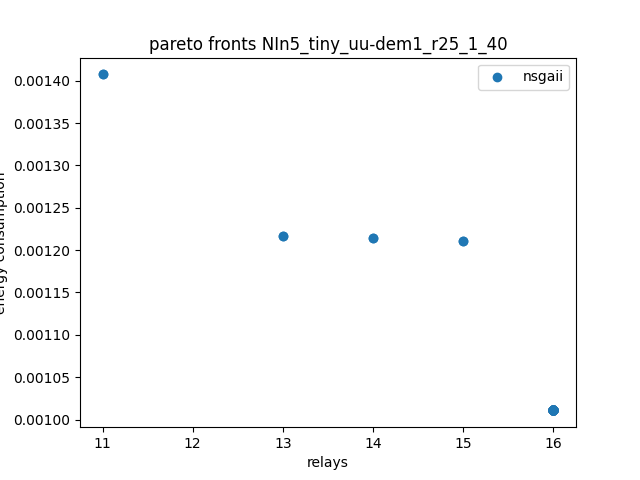 pareto fronts NIn5_tiny_uu-dem1_r25_1_40
nsgaii
0.00140
0.00135
0.00130
0.00125
0.00120
0.00115
0.00110
0.00105
0.00100
energy consumption
11 12 13 14 15 16
relays